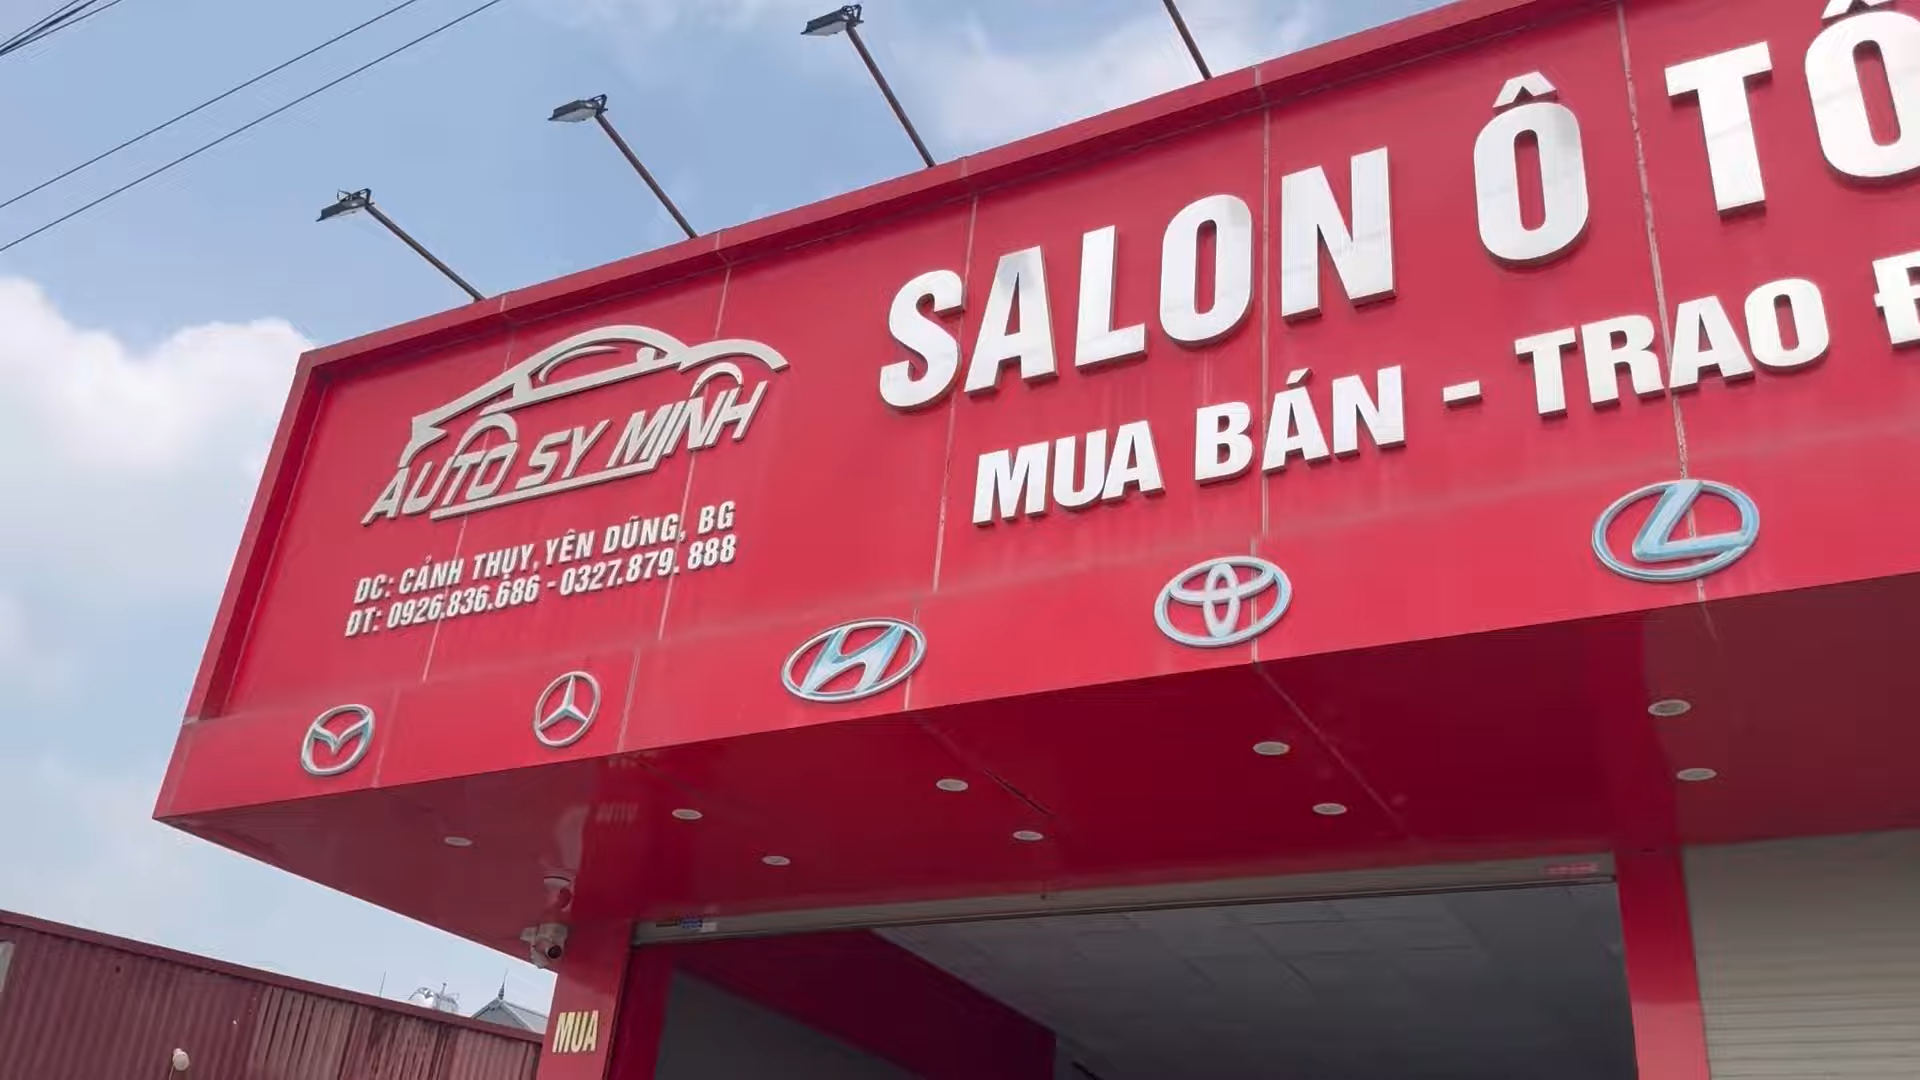 SALON Ô TÔ
MUA BÁN - TRAO Đ
AUTO SY MINH
ĐC: CẢNH THỤY, YÊN DŨNG, BG
ĐT: 0926.836.686 - 0327.879.888
MUA